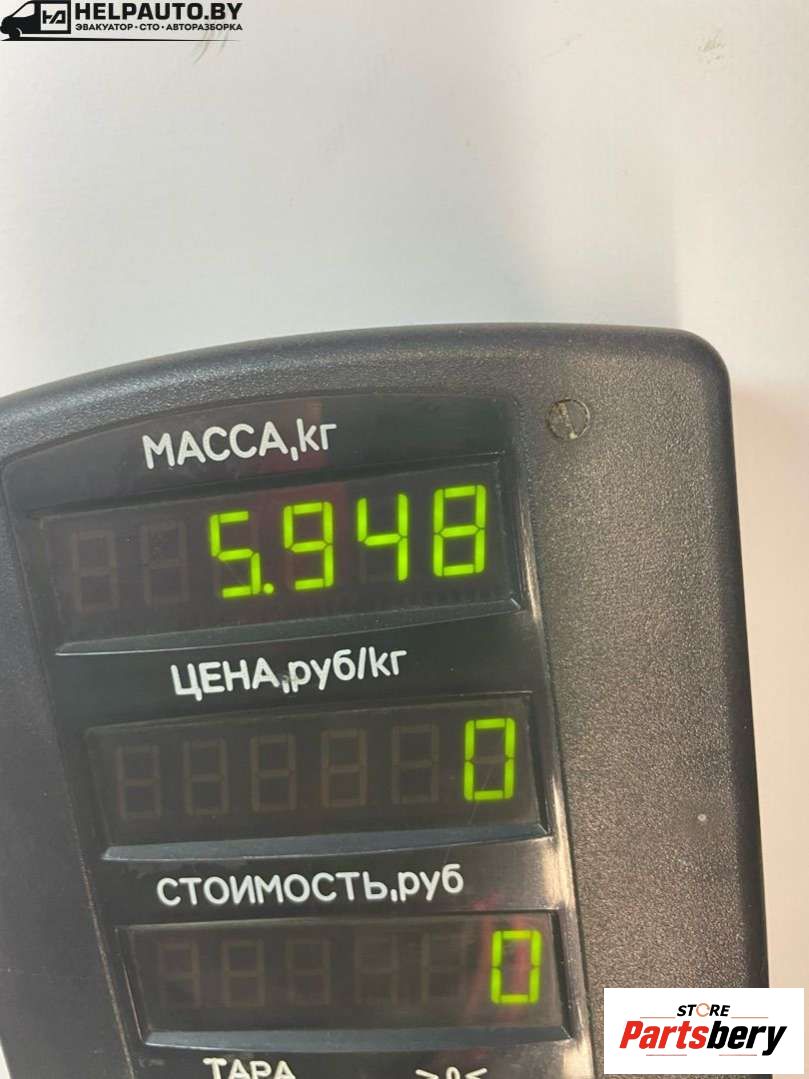 HELPAUTO.BY
ЭВАКУАТОР • СТО • АВТОРАЗБОРКА
МАССА,кг
5.948
ЦЕНА,руб/кг
0
СТОИМОСТЬ,руб
0
ТАРА >0<
STORE
Partsbery